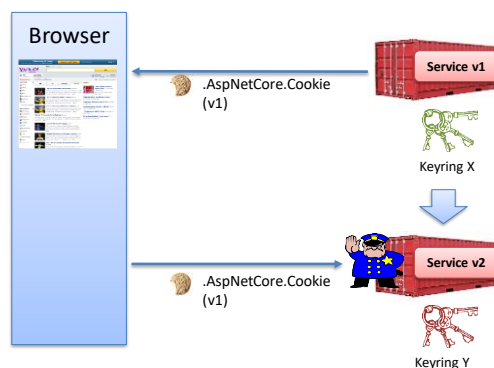 Browser
Service v1
.AspNetCore.Cookie
(v1)
Keyring X
Service v2
.AspNetCore.Cookie
(v1)
Keyring Y